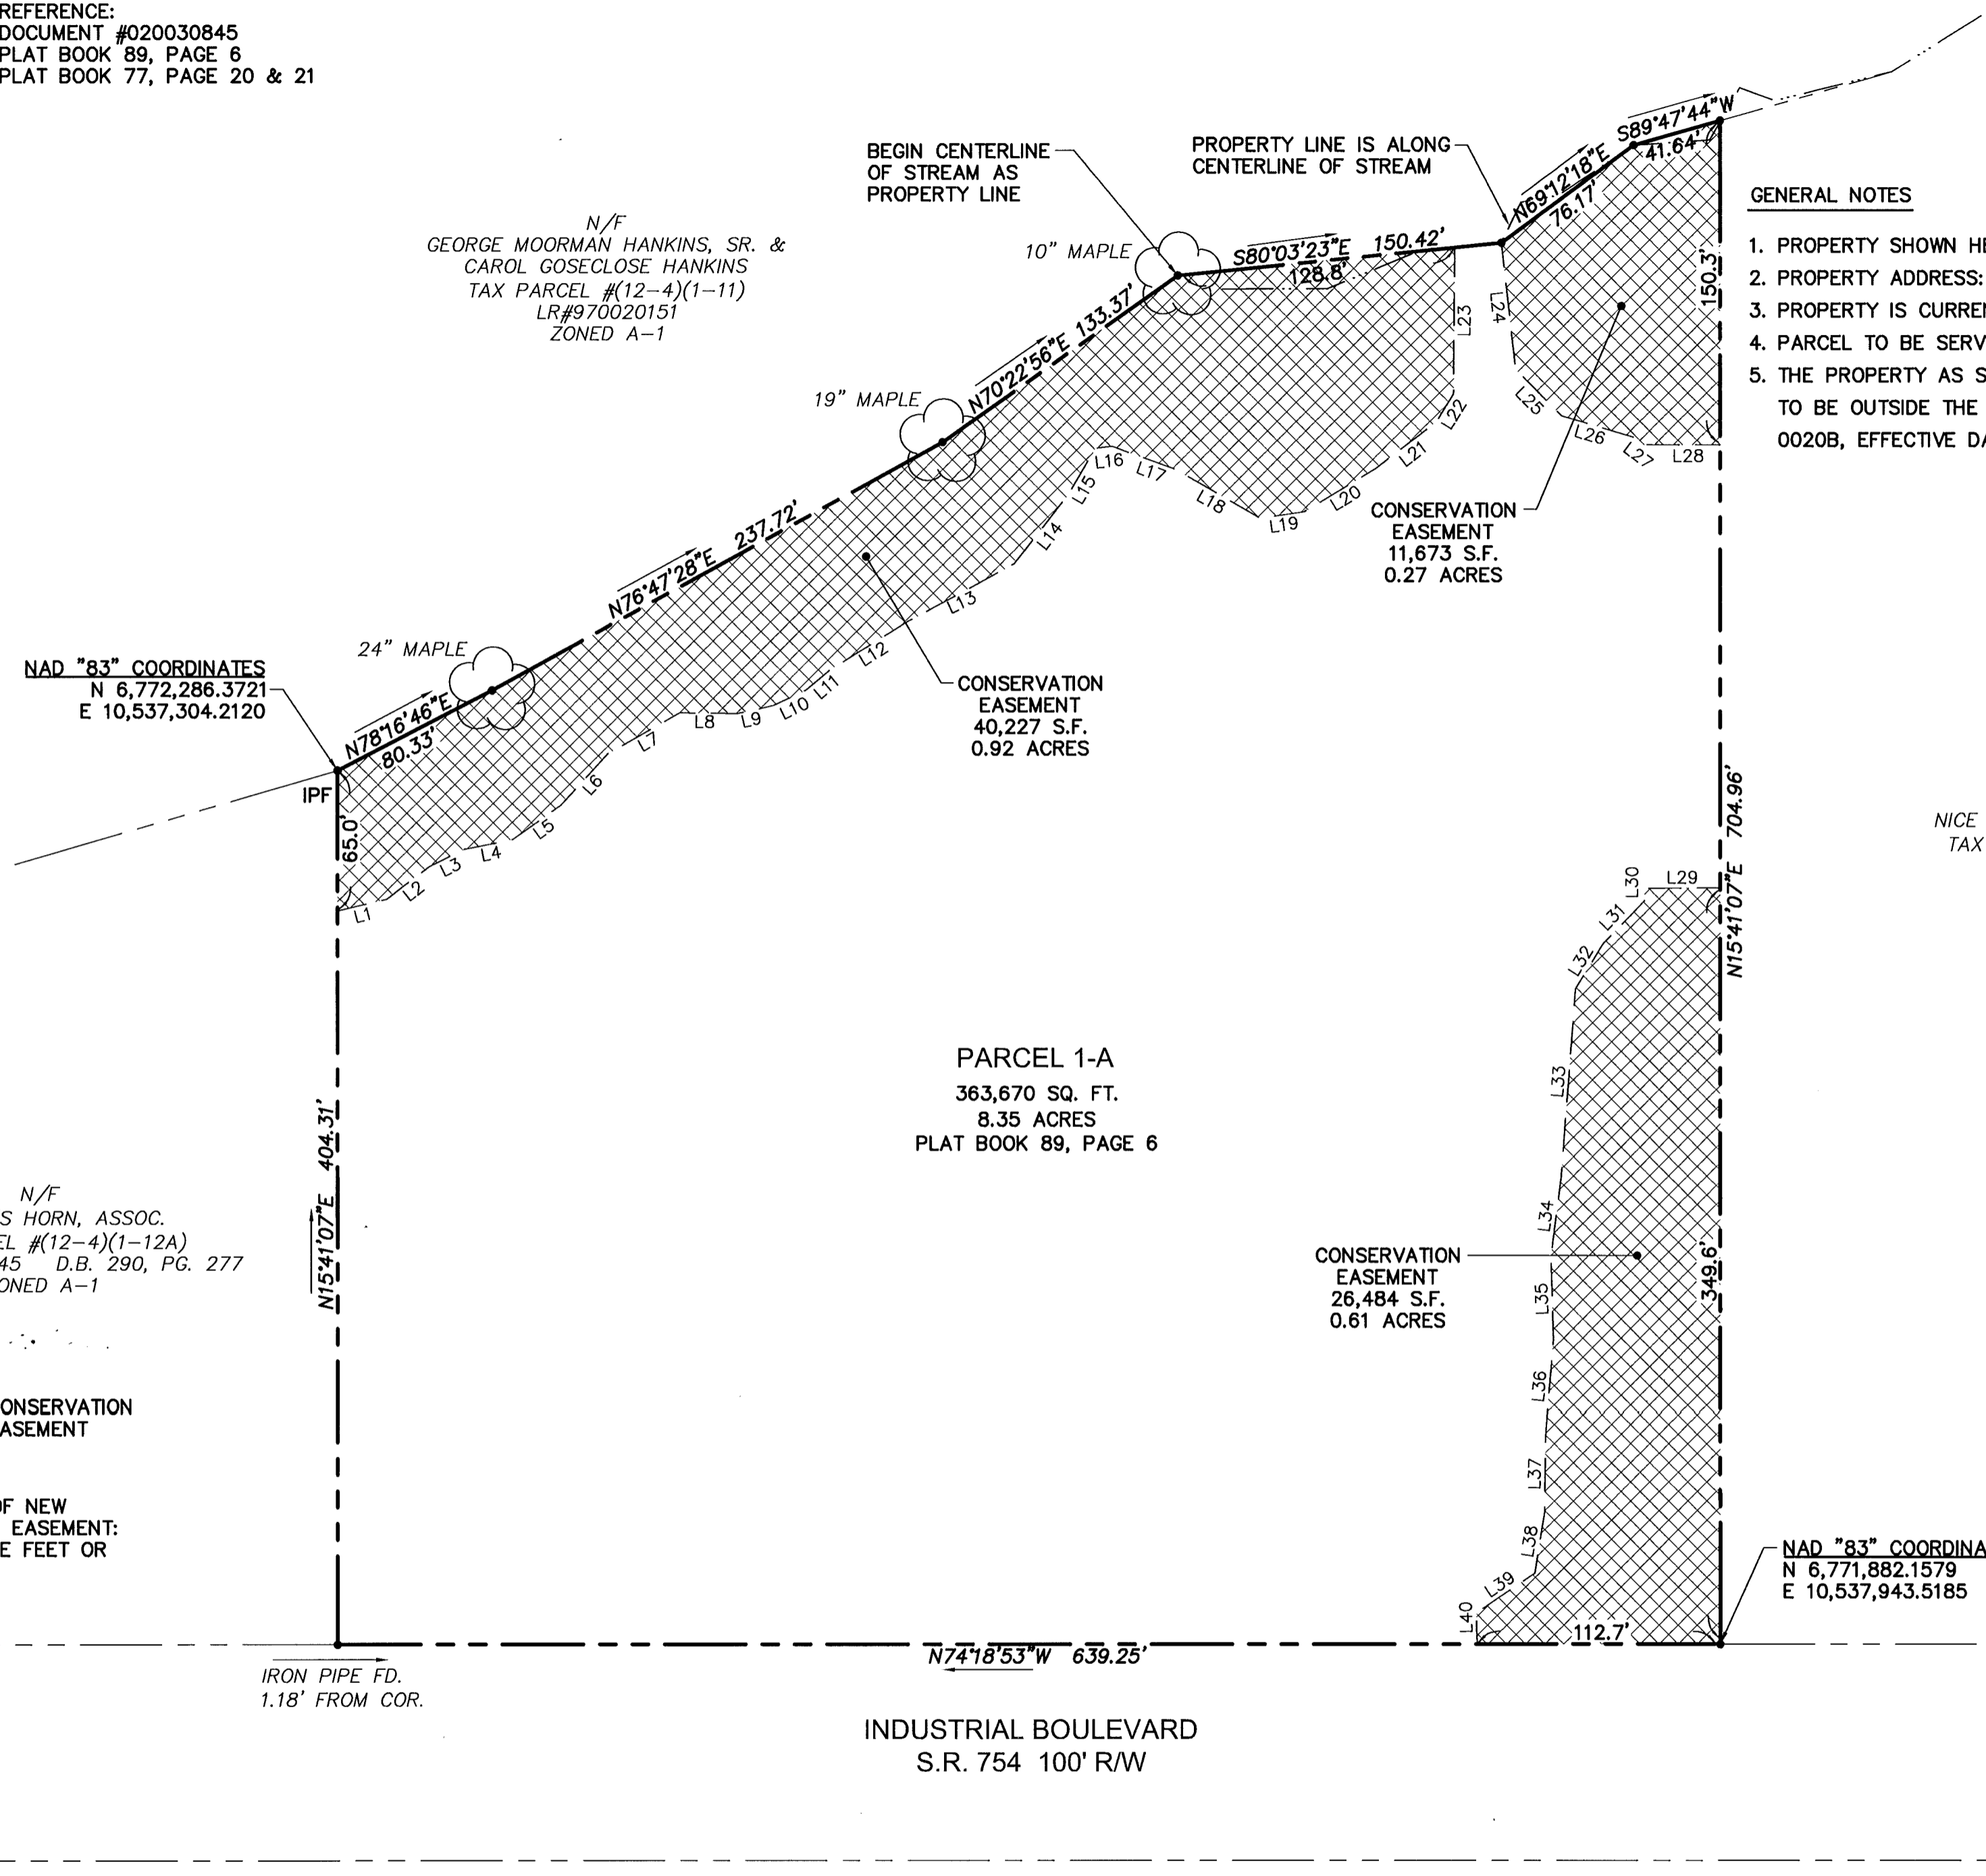 REFERENCE:
DOCUMENT #020030845
PLAT BOOK 89, PAGE 6
PLAT BOOK 77, PAGE 20 & 21
N/F
GEORGE MOORMAN HANKINS, SR. &
CAROL GOSECLOSE HANKINS
TAX PARCEL #(12-4)(1-11)
LR#970020151
ZONED A-1
BEGIN CENTERLINE
OF STREAM AS
PROPERTY LINE
PROPERTY LINE IS ALONG
CENTERLINE OF STREAM
S89°47'44"W
41.64'
N69°12'18"E
76.17'
S80°03'23"E 150.42'
128.8'
10" MAPLE
N70°22'56"E 133.37'
19" MAPLE
N76°47'28"E 237.72'
24" MAPLE
N78°16'46"E
80.33'
GENERAL NOTES
1. PROPERTY SHOWN HE
2. PROPERTY ADDRESS:
3. PROPERTY IS CURREN
4. PARCEL TO BE SERV
5. THE PROPERTY AS S
TO BE OUTSIDE THE
0020B, EFFECTIVE DA
150.3'
L23
L24
L25
L26
L27
L28
L22
L21
L20
L19
L18
L17
L16
L15
L14
L13
L12
L11
L10
L9
L8
L7
L6
L5
L4
L3
L2
L1
CONSERVATION
EASEMENT
11,673 S.F.
0.27 ACRES
CONSERVATION
EASEMENT
40,227 S.F.
0.92 ACRES
NAD "83" COORDINATES
N 6,772,286.3721
E 10,537,304.2120
IPF
65.0'
N15°41'07"E 704.96'
NICE
TAX
L29
L30
L31
L32
L33
L34
L35
L36
L37
L38
L39
L40
PARCEL 1-A
363,670 SQ. FT.
8.35 ACRES
PLAT BOOK 89, PAGE 6
N15°41'07"E 404.31'
N/F
S HORN, ASSOC.
EL #(12-4)(1-12A)
45 D.B. 290, PG. 277
ONED A-1
CONSERVATION
EASEMENT
26,484 S.F.
0.61 ACRES
349.6'
ONSERVATION
ASEMENT
OF NEW
EASEMENT:
E FEET OR
NAD "83" COORDINA
N 6,771,882.1579
E 10,537,943.5185
112.7'
N74°18'53"W 639.25'
IRON PIPE FD.
1.18' FROM COR.
INDUSTRIAL BOULEVARD
S.R. 754 100' R/W